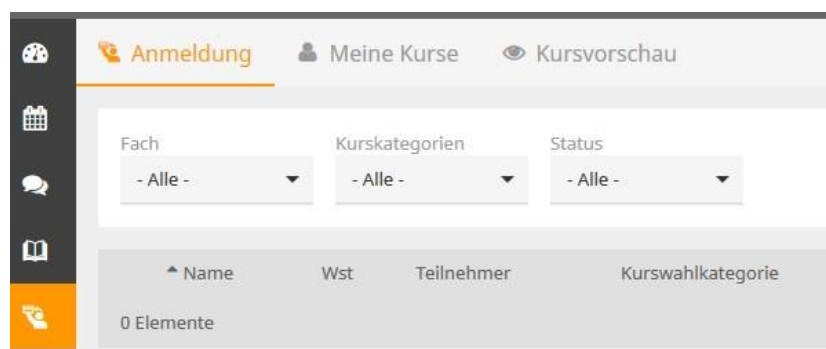 Anmeldung Meine Kurse Kursvorschau
Fach Kurskategorien Status
- Alle - - Alle - - Alle -
Name Wst Teilnehmer Kurswahlkategorie
0 Elemente